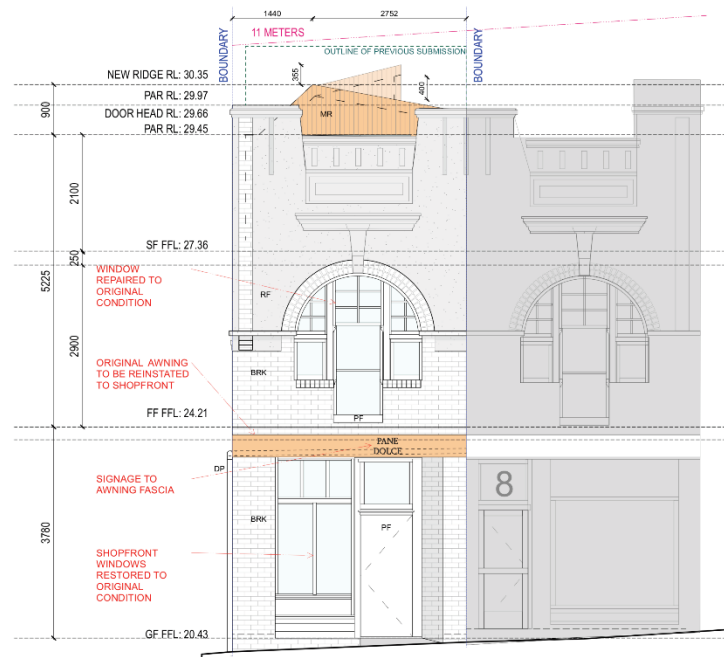 1440
2752
11 METERS
OUTLINE OF PREVIOUS SUBMISSION
BOUNDARY
BOUNDARY
355
400
NEW RIDGE RL: 30.35
PAR RL: 29.97
DOOR HEAD RL: 29.66
PAR RL: 29.45
900
MR
2100
SF FFL: 27.36
250
5225
WINDOW
REPAIRED TO
ORIGINAL
CONDITION
RF
2900
ORIGINAL AWNING
TO BE REINSTATED
TO SHOPFRONT
BRK
FF FFL: 24.21
PF
PANE
DOLCE
DP
SIGNAGE TO
AWNING FASCIA
8
BRK
PF
3780
SHOPFRONT
WINDOWS
RESTORED TO
ORIGINAL
CONDITION
GF FFL: 20.43